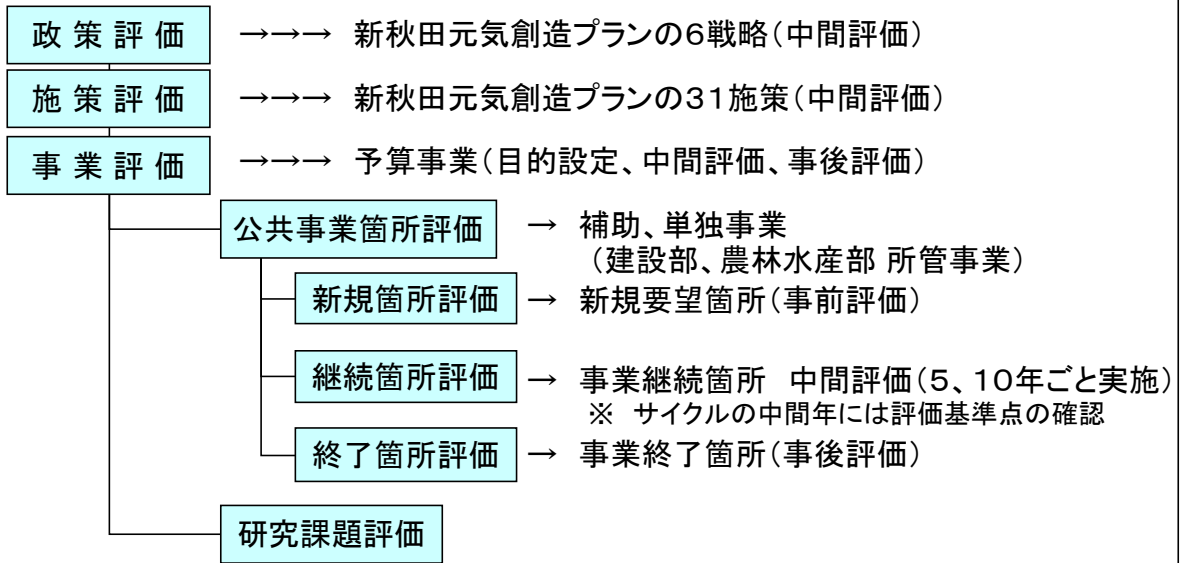 政策評価 →→→ 新秋田元気創造プランの6戦略(中間評価)
施策評価 →→→ 新秋田元気創造プランの31施策(中間評価)
事業評価 →→→ 予算事業(目的設定、中間評価、事後評価)
公共事業箇所評価 → 補助、単独事業
(建設部、農林水産部 所管事業)
新規箇所評価 → 新規要望箇所(事前評価)
継続箇所評価 → 事業継続箇所 中間評価(5、10年ごと実施)
※ サイクルの中間年には評価基準点の確認
終了箇所評価 → 事業終了箇所(事後評価)
研究課題評価